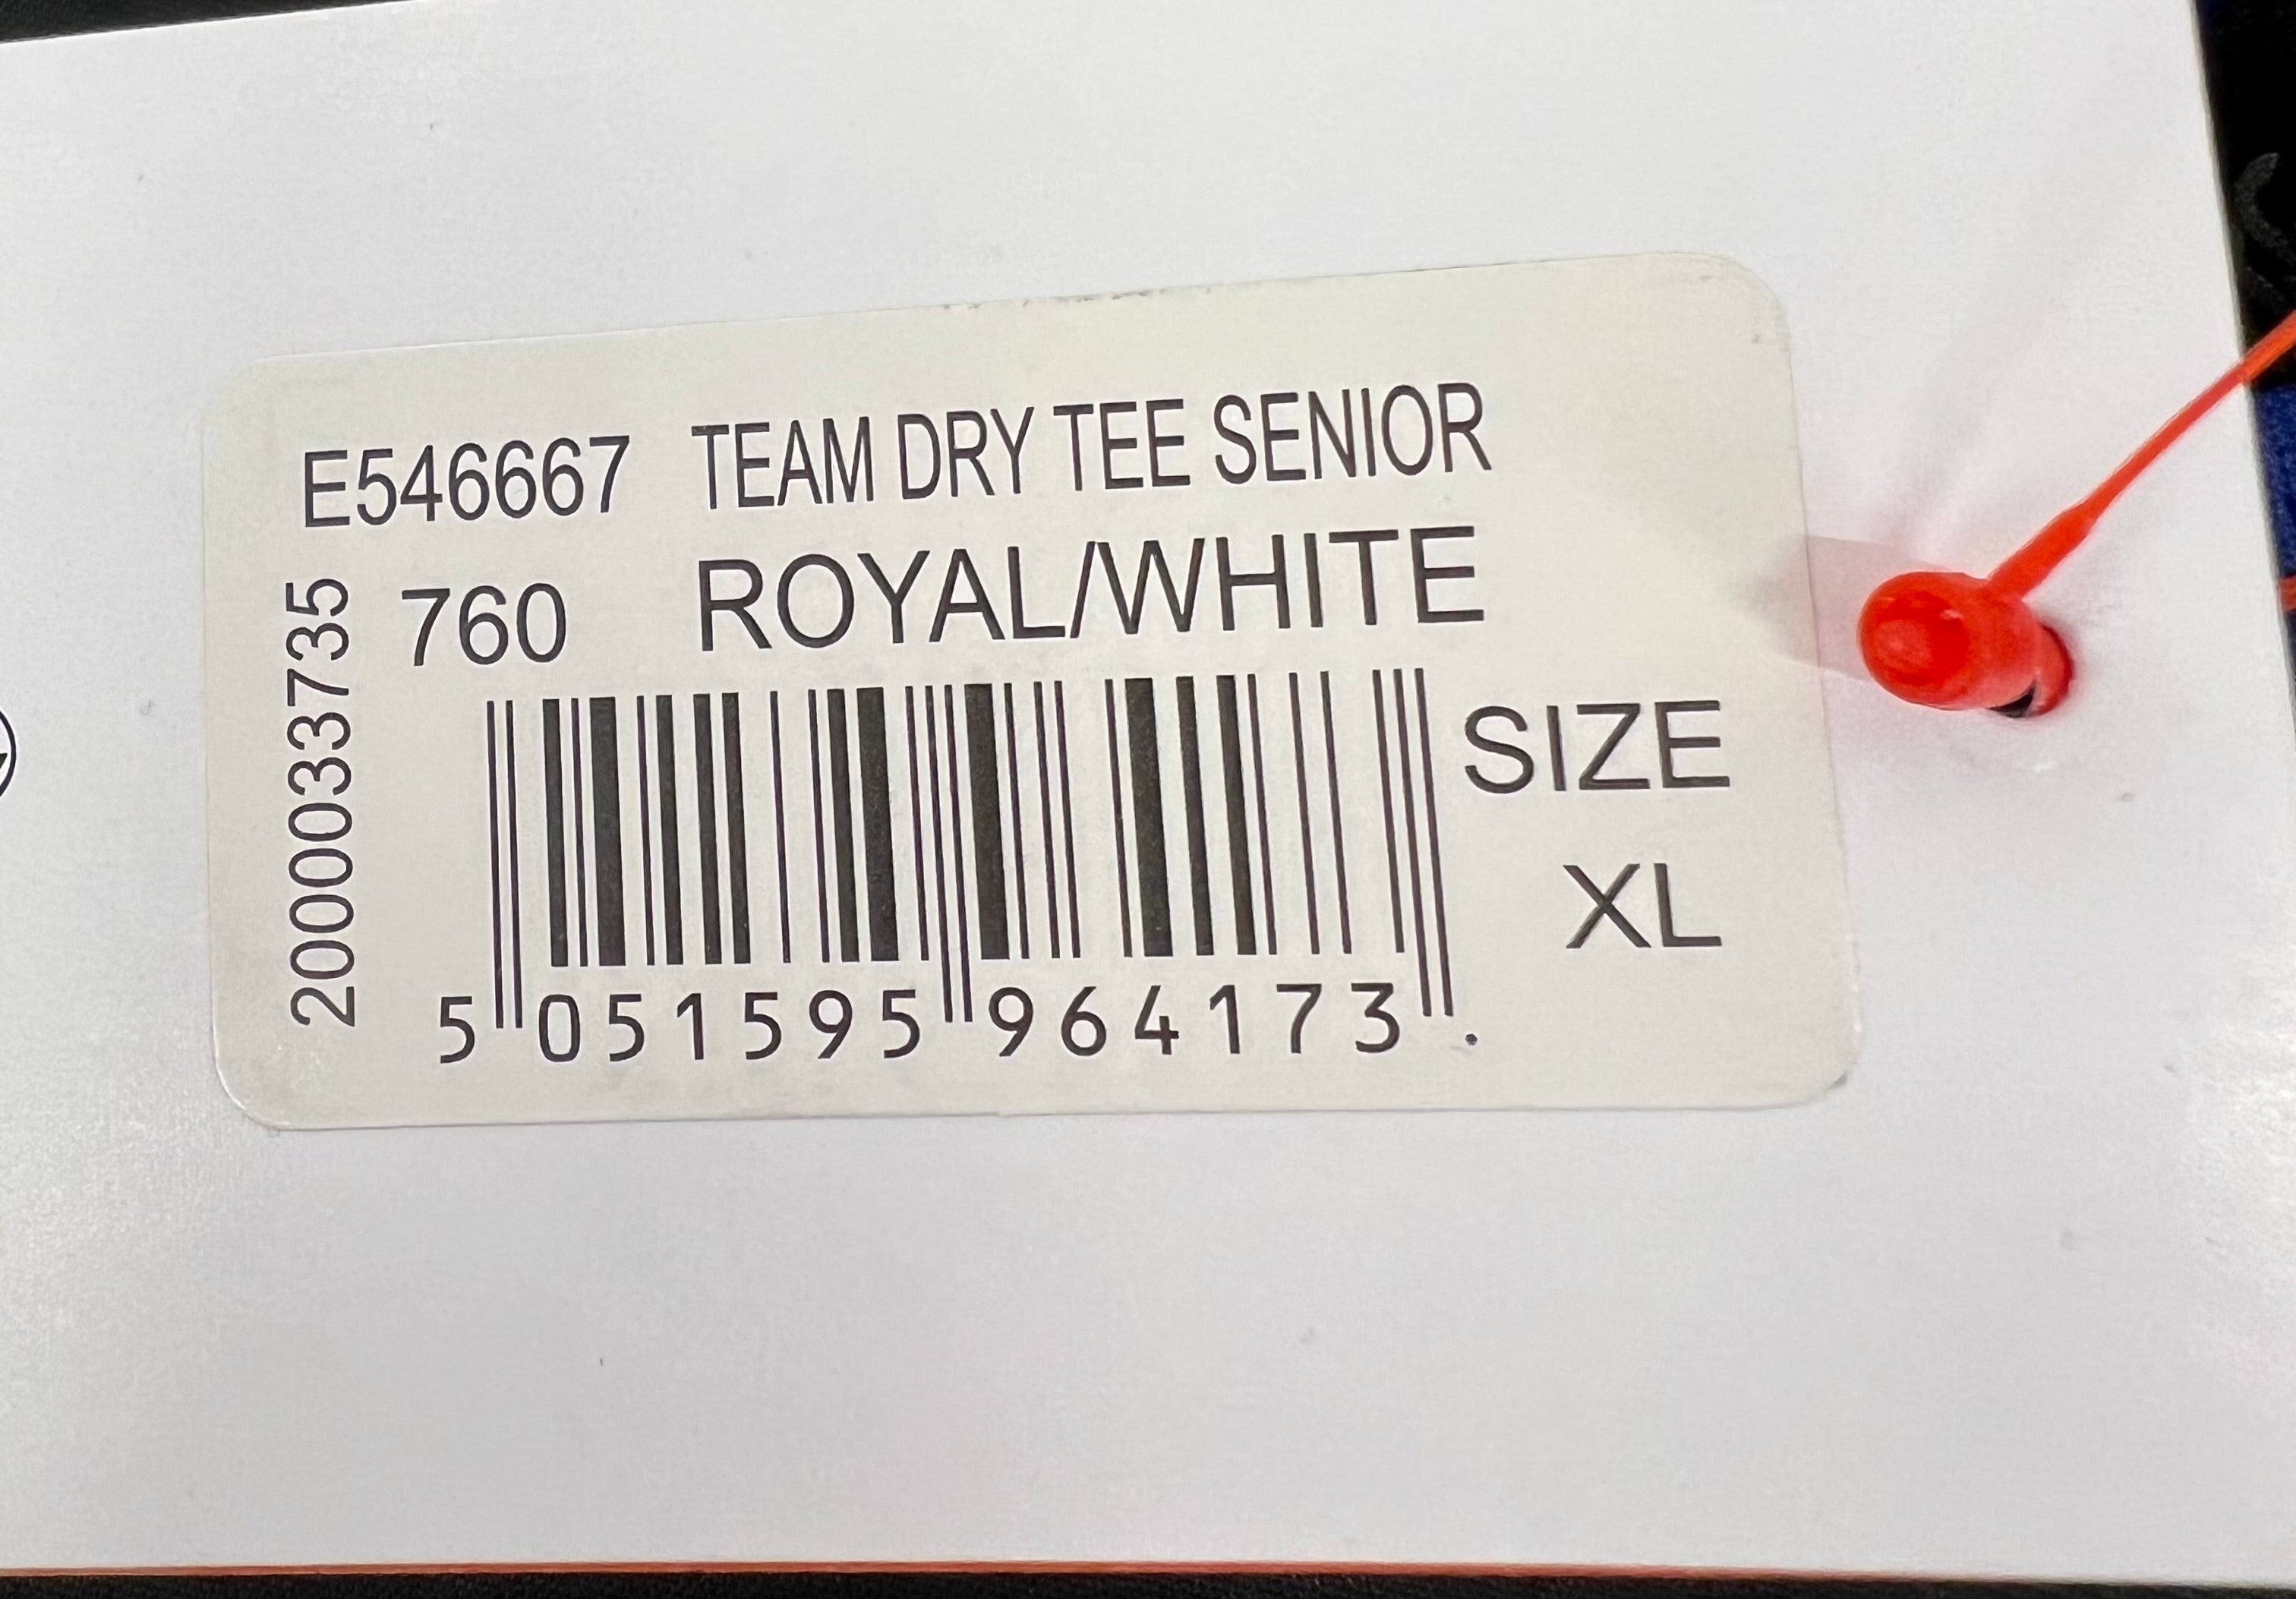 E546667 TEAM DRY TEE SENIOR
760 ROYAL/WHITE
2000033735
SIZE
XL
5 051595 964173 .